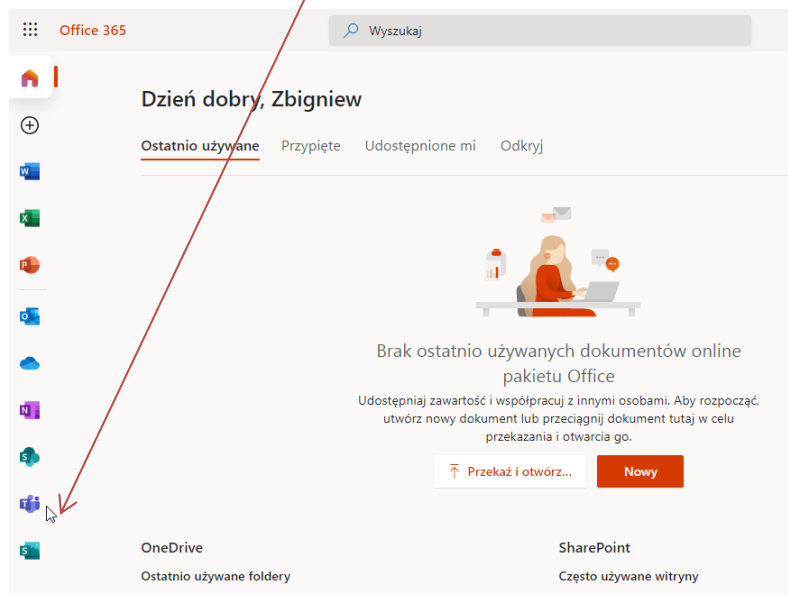 Office 365
Wyszukaj
Dzień dobry, Zbigniew
Ostatnio używane Przypięte Udostępnione mi Odkryj
Brak ostatnio używanych dokumentów online
pakietu Office
Udostępniaj zawartość i współpracuj z innymi osobami. Aby rozpocząć,
utwórz nowy dokument lub przeciągnij dokument tutaj w celu
przekazania i otwarcia go.
Przekaż i otwórz... Nowy
OneDrive SharePoint
Ostatnio używane foldery Często używane witryny